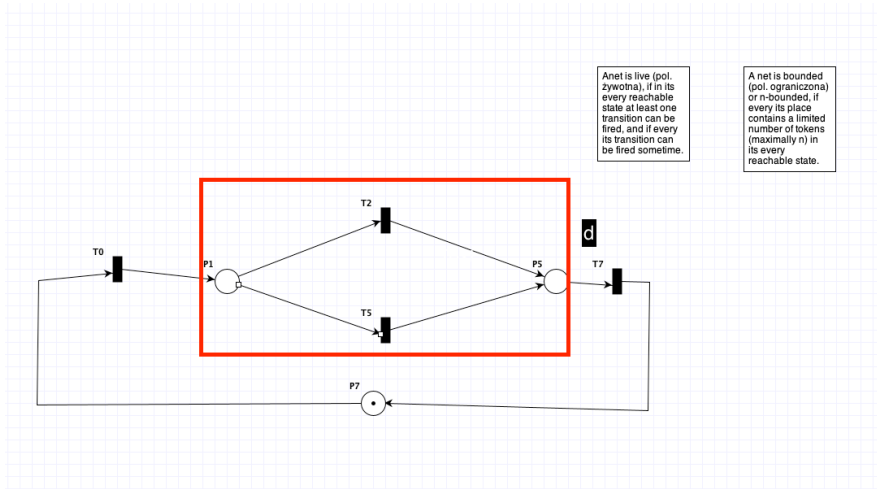 Anet is live (pol.
żywotna), if in its
every reachable
state at least one
transition can be
fired, and if every
its transition can
be fired sometime.
A net is bounded
(pol. ograniczona)
or n-bounded, if
every its place
contains a limited
number of tokens
(maximally n) in
its every
reachable state.
T2
d
T0
P1
P5
T7
T5
P7